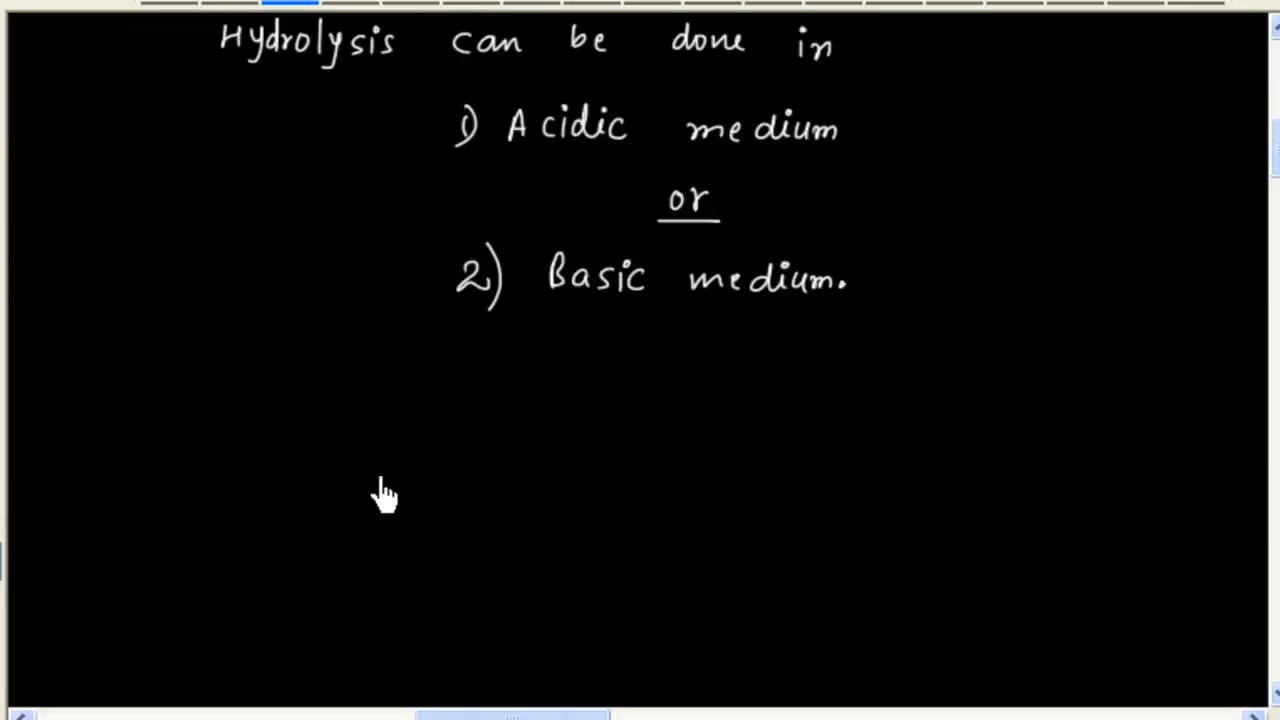 Hydrolysis can be done in
1) Acidic medium
or
2) Basic medium.